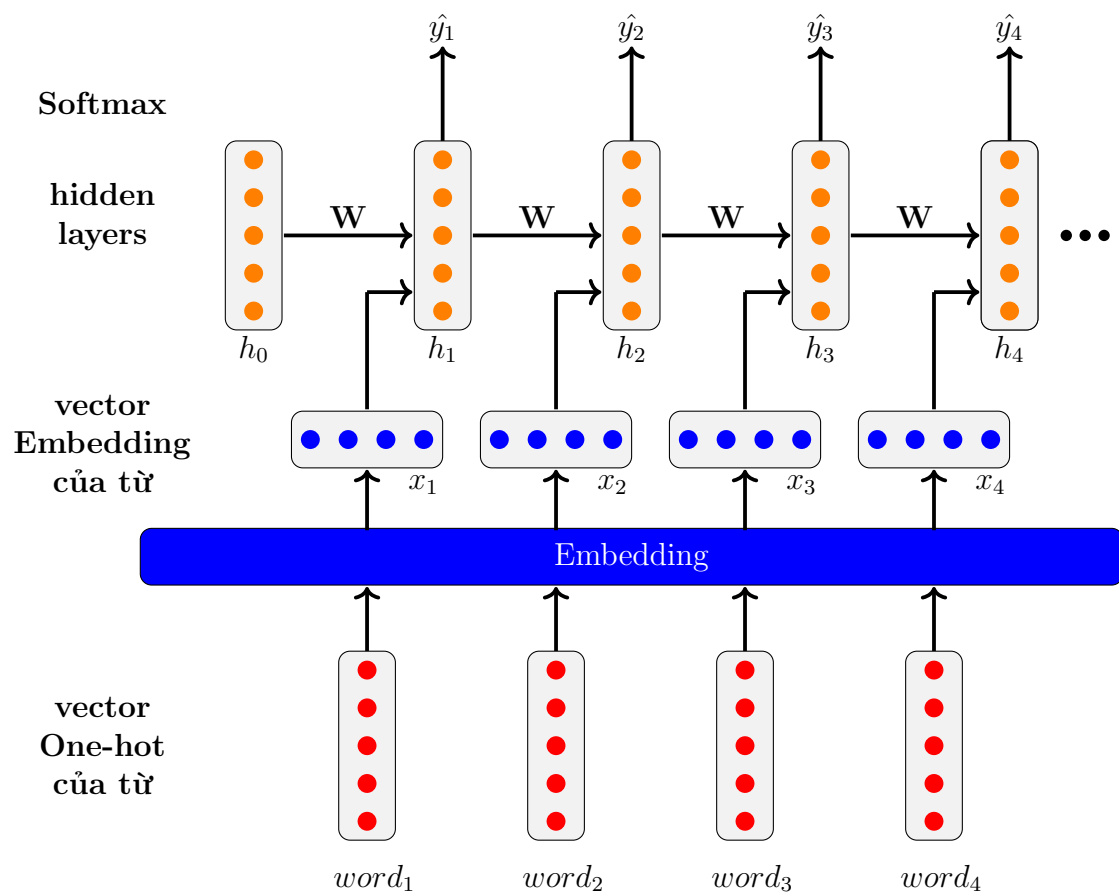 ŷ₁ ŷ₂ ŷ₃ ŷ₄
Softmax
hidden
layers
W W W W
h₀ h₁ h₂ h₃ h₄
vector
Embedding
của từ
x₁ x₂ x₃ x₄
Embedding
vector
One-hot
của từ
word₁ word₂ word₃ word₄